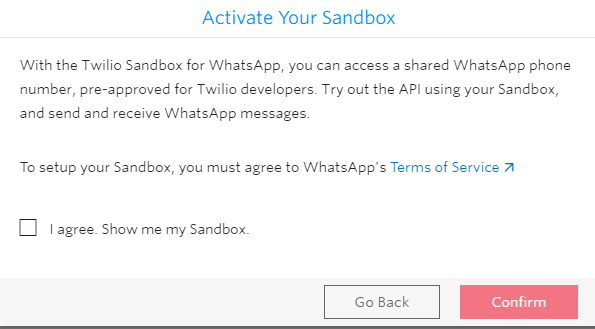 Activate Your Sandbox
With the Twilio Sandbox for WhatsApp, you can access a shared WhatsApp phone
number, pre-approved for Twilio developers. Try out the API using your Sandbox,
and send and receive WhatsApp messages.
To setup your Sandbox, you must agree to WhatsApp's Terms of Service ↗
I agree. Show me my Sandbox.
Go Back
Confirm